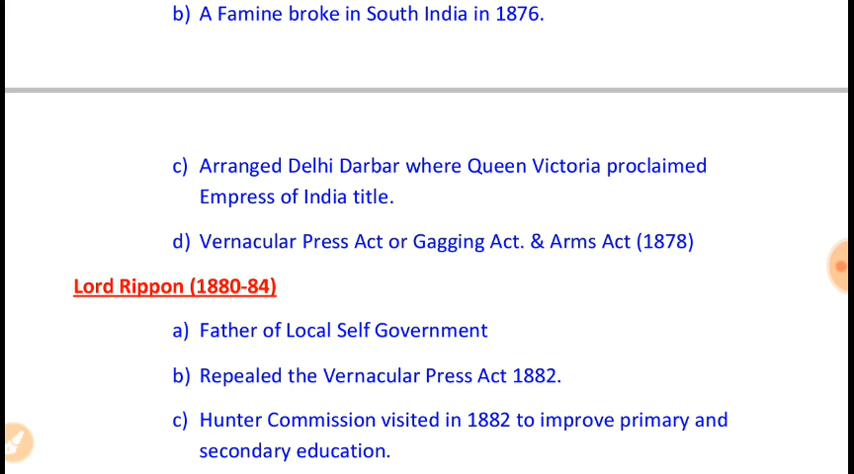 b) A Famine broke in South India in 1876.
c) Arranged Delhi Darbar where Queen Victoria proclaimed
Empress of India title.
d) Vernacular Press Act or Gagging Act. & Arms Act (1878)
Lord Rippon (1880-84)
a) Father of Local Self Government
b) Repealed the Vernacular Press Act 1882.
c) Hunter Commission visited in 1882 to improve primary and
secondary education.